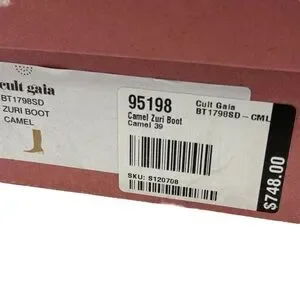 cult gaia
BT1798SD
ZURI BOOT
CAMEL
95198
Camel Zuri Boot
Camel 39
Cult Gaia
BT1798SD-CML
SKU: S120708
$748.00